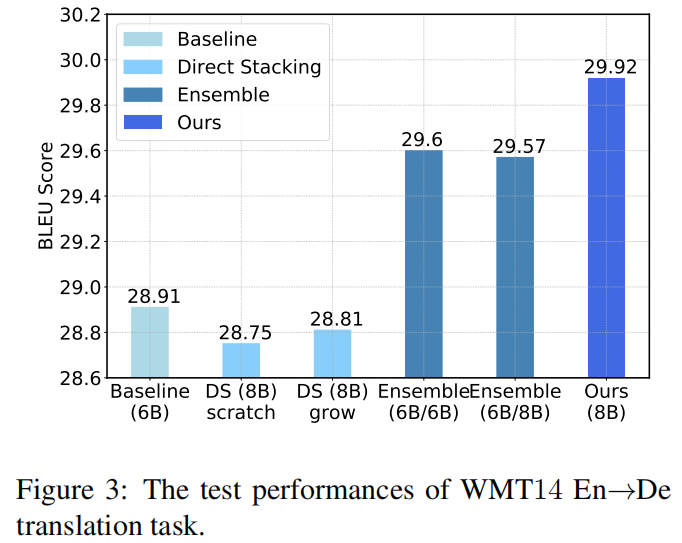 30.2
30.0
29.8
29.6
29.4
29.2
29.0
28.8
28.6
BLEU Score
Baseline
Direct Stacking
Ensemble
Ours
28.91
28.75
28.81
29.6
29.57
29.92
Baseline
(6B)
DS (8B)
scratch
DS (8B)
grow
Ensemble
(6B/6B)
Ensemble
(6B/8B)
Ours
(8B)
Figure 3: The test performances of WMT14 En→De
translation task.